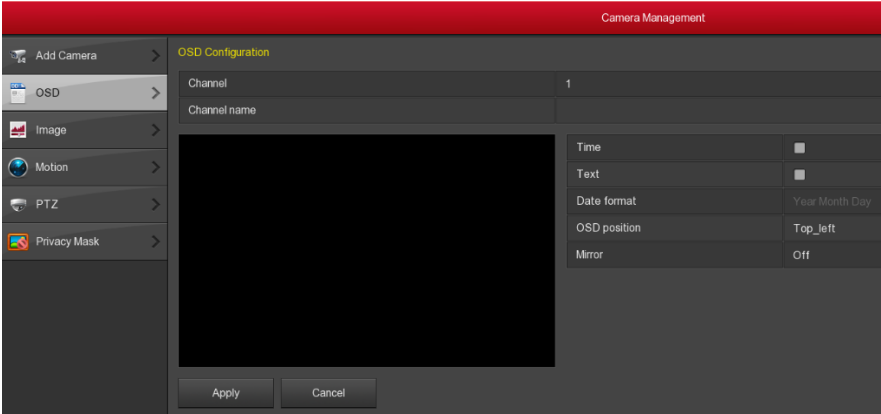 Camera Management
Add Camera
OSD
Image
Motion
PTZ
Privacy Mask
OSD Configuration
Channel 1
Channel name
Time
Text
Date format Year Month Day
OSD position Top_left
Mirror Off
Apply Cancel